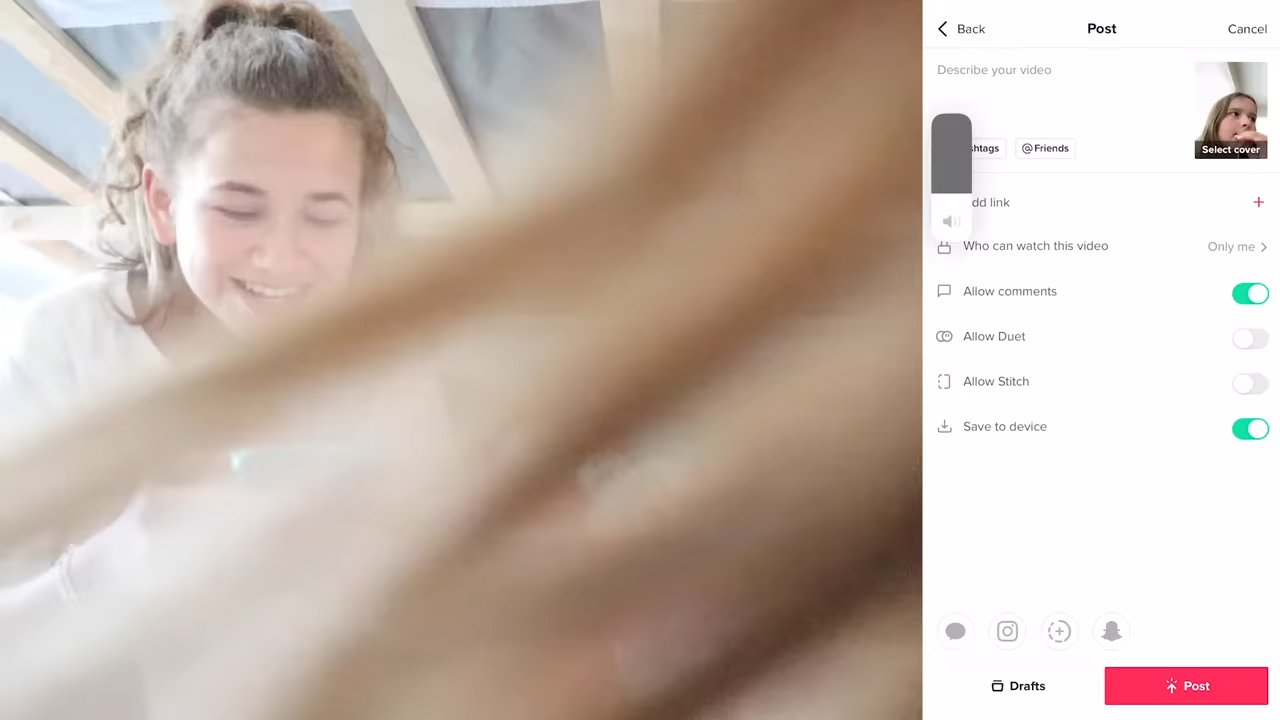 Back
Post
Cancel
Describe your video
htags
@Friends
Select cover
dd link
Who can watch this video
Only me
Allow comments
Allow Duet
Allow Stitch
Save to device
Drafts
Post